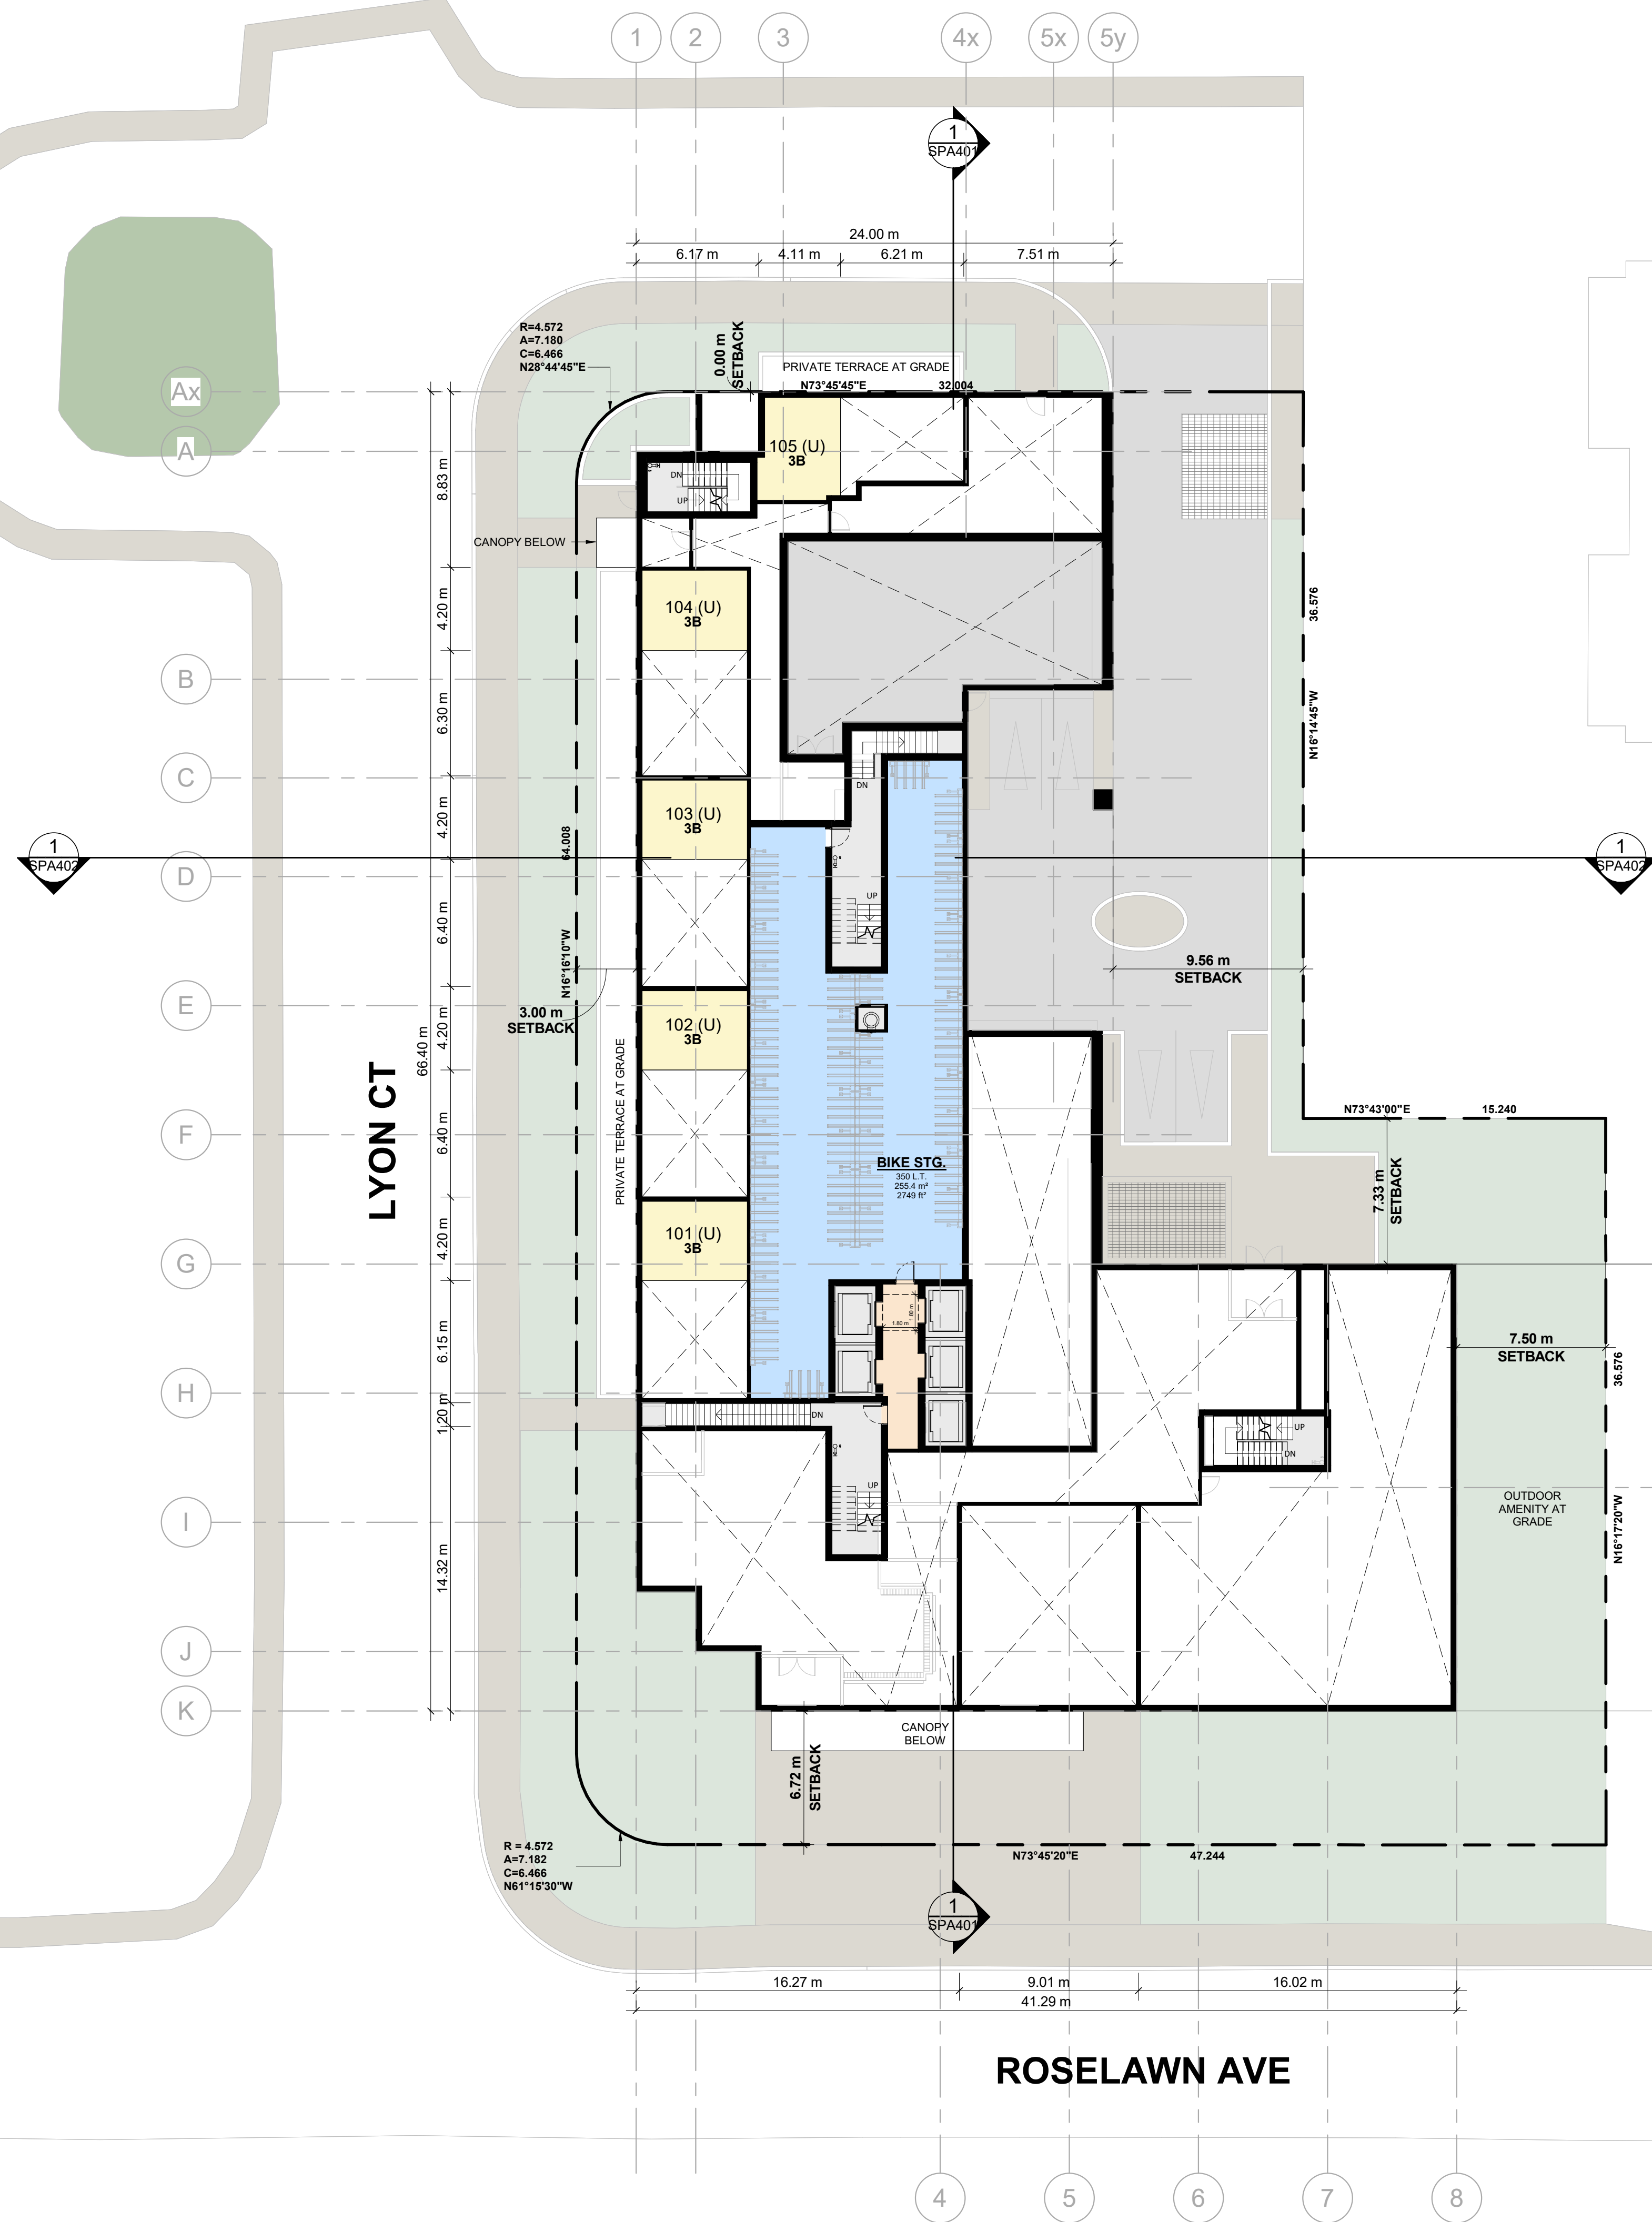 1
2
3
4x
5x
5y
1
SPA401
24.00 m
6.17 m
4.11 m
6.21 m
7.51 m
R=4.572
A=7.180
C=6.466
N28°44'45"E
0.00 m
SETBACK
PRIVATE TERRACE AT GRADE
N73°45'45"E
32.004
Ax
A
105 (U)
3B
DN
UP
8.83 m
CANOPY BELOW
104 (U)
3B
4.20 m
36.576
B
6.30 m
N16°14'45"W
C
DN
103 (U)
3B
4.20 m
64.008
1
SPA402
1
SPA402
D
UP
6.40 m
N16°16'10"W
9.56 m
SETBACK
E
3.00 m
SETBACK
102 (U)
3B
4.20 m
66.40 m
LYON CT
PRIVATE TERRACE AT GRADE
N73°43'00"E
15.240
F
6.40 m
BIKE STG.
350 L.T.
255.4 m²
2749 ft²
7.33 m
SETBACK
101 (U)
3B
4.20 m
G
1.80 m
1.80 m
6.15 m
7.50 m
SETBACK
36.576
H
1.20 m
DN
UP
DN
UP
OUTDOOR
AMENITY AT
GRADE
I
N16°17'20"W
14.32 m
J
K
CANOPY
BELOW
6.72 m
SETBACK
R = 4.572
A=7.182
C=6.466
N61°15'30"W
N73°45'20"E
47.244
1
SPA401
16.27 m
9.01 m
16.02 m
41.29 m
ROSELAWN AVE
4
5
6
7
8